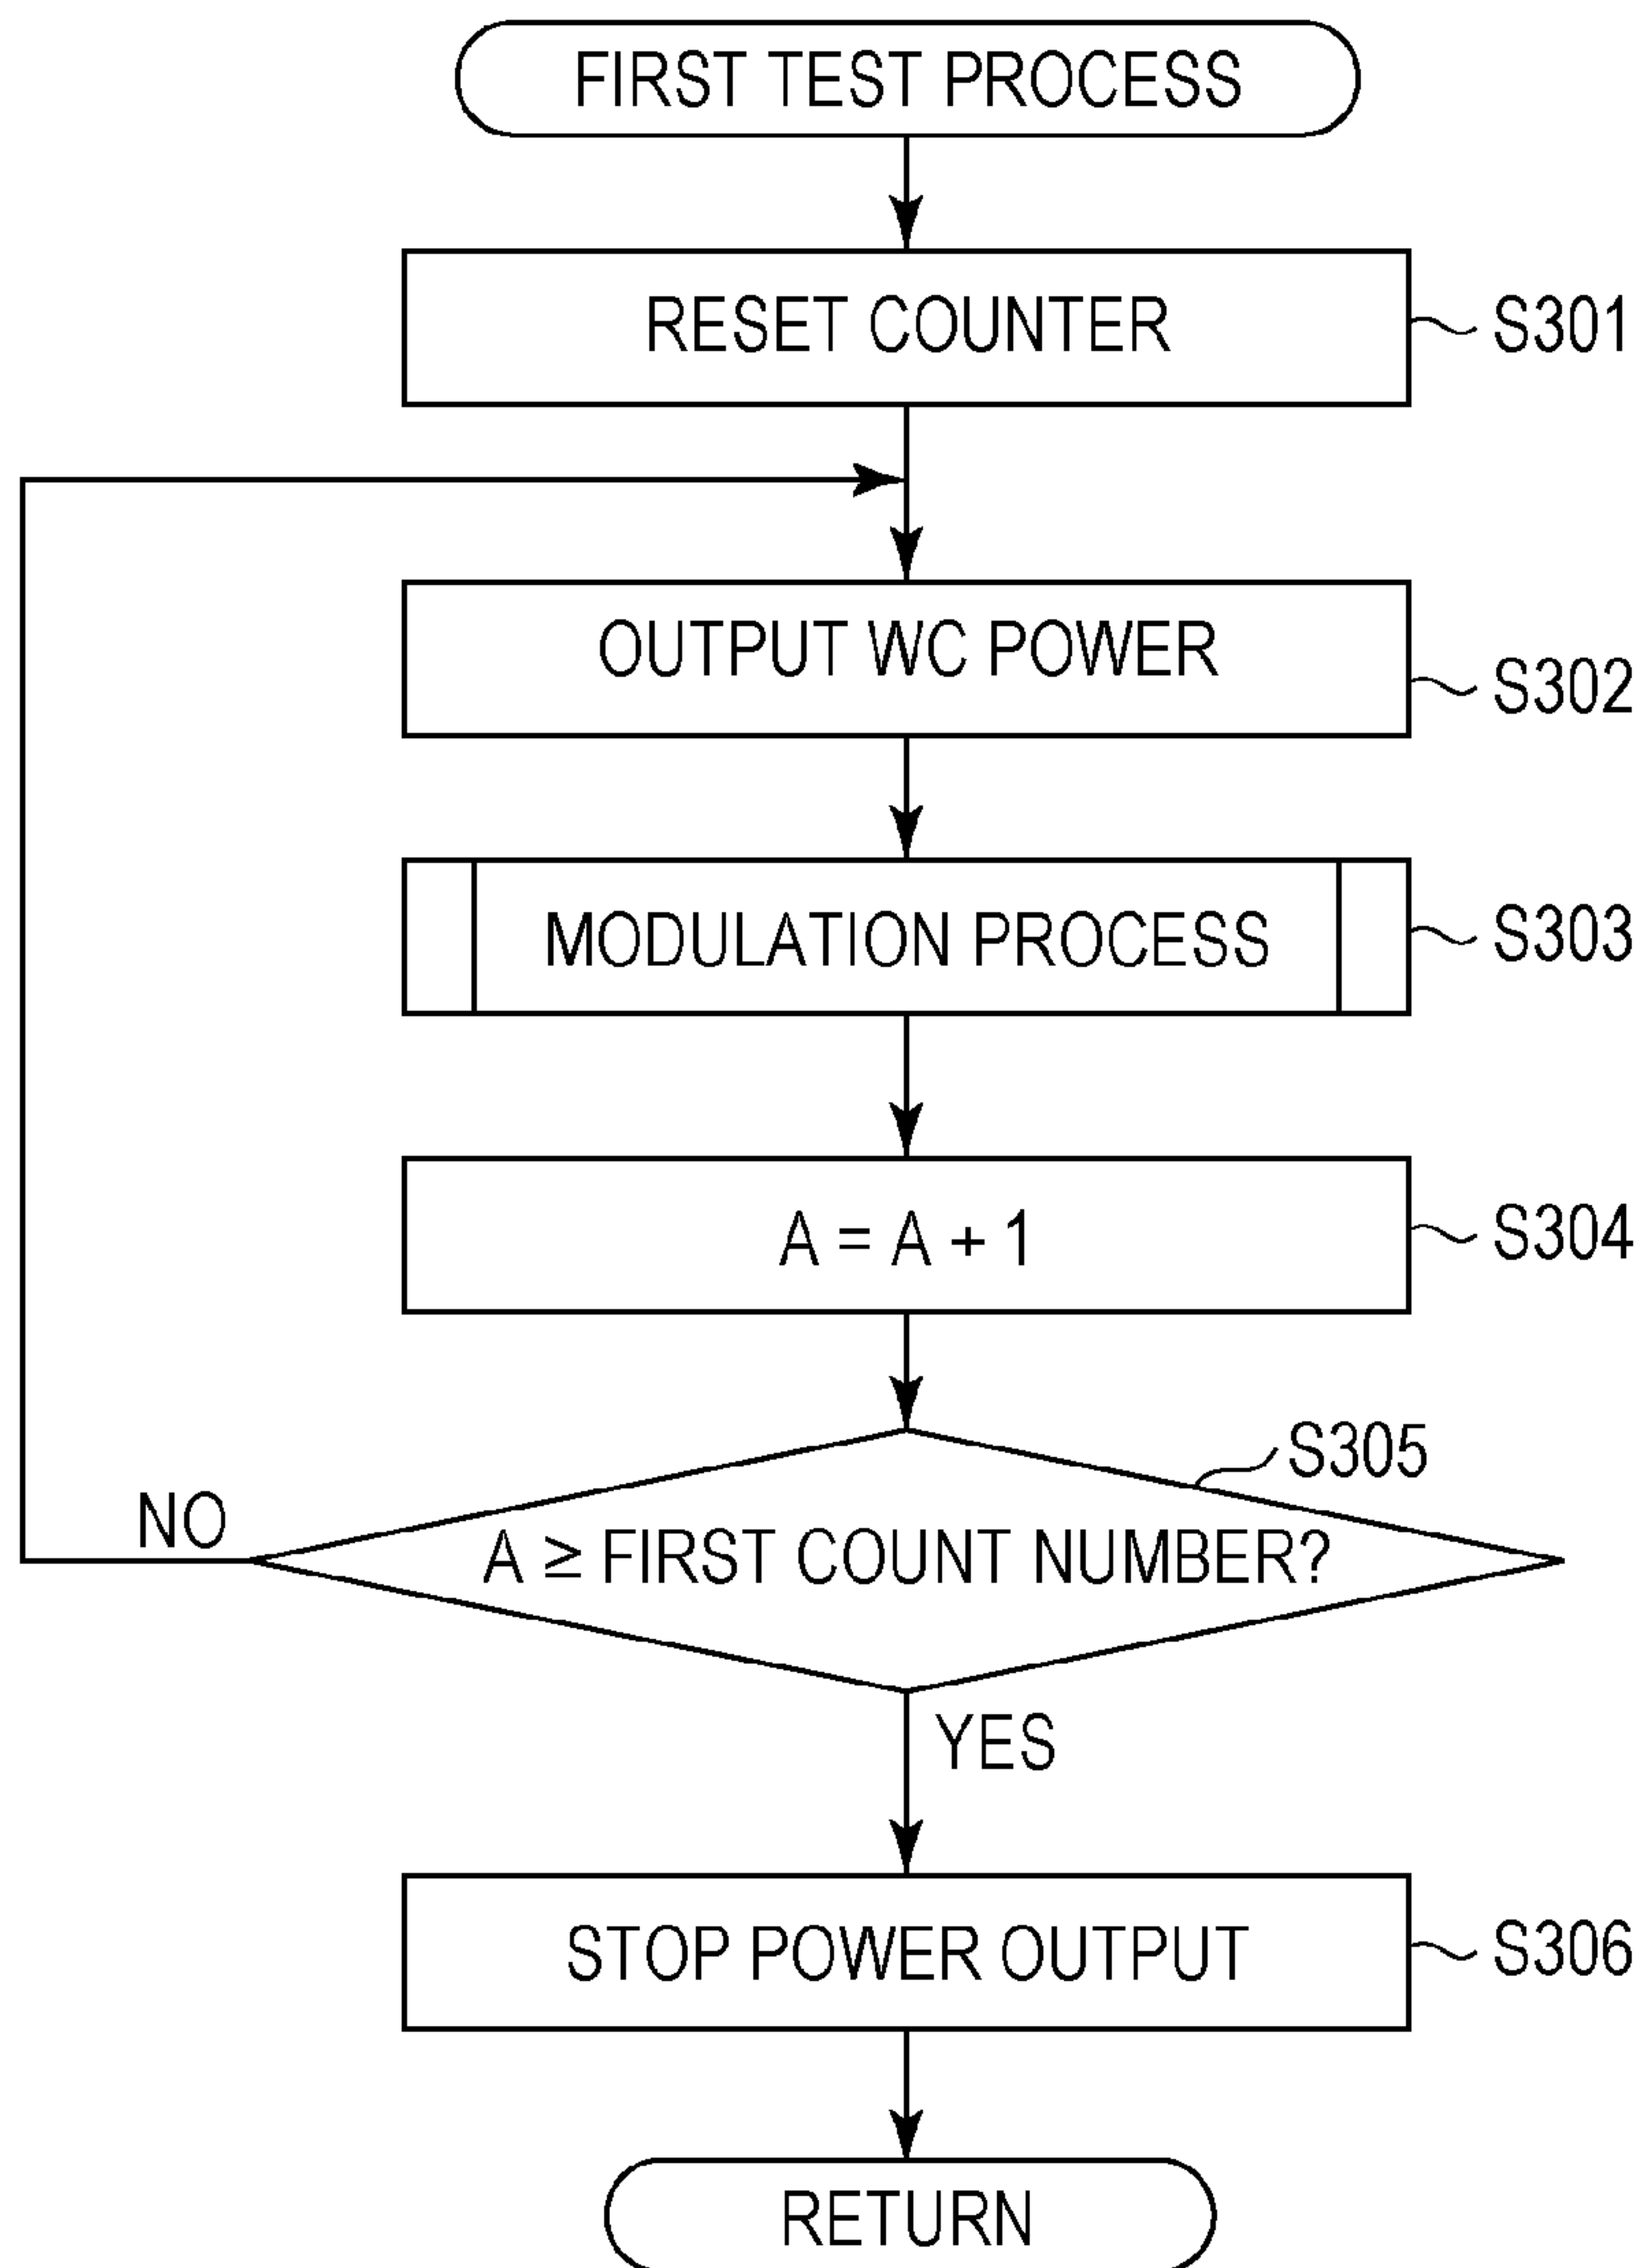 FIRST TEST PROCESS
RESET COUNTER
S301
OUTPUT WC POWER
S302
MODULATION PROCESS
S303
A = A + 1
S304
S305
A ≥ FIRST COUNT NUMBER?
NO
YES
STOP POWER OUTPUT
S306
RETURN